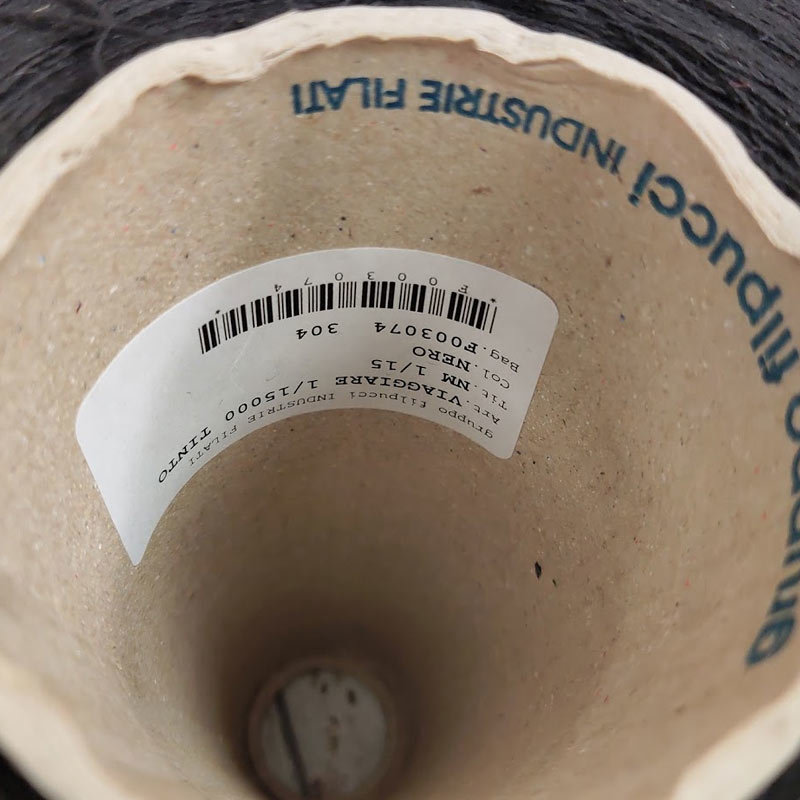 gruppo filpucci INDUSTRIE FILATI
gruppo filpucci INDUSTRIE FILATI
Art.VIAGGIARE 1/15000 TINTO
Tit.NM 1/15
Col.NERO
Bag.F003074 304
*F003074*